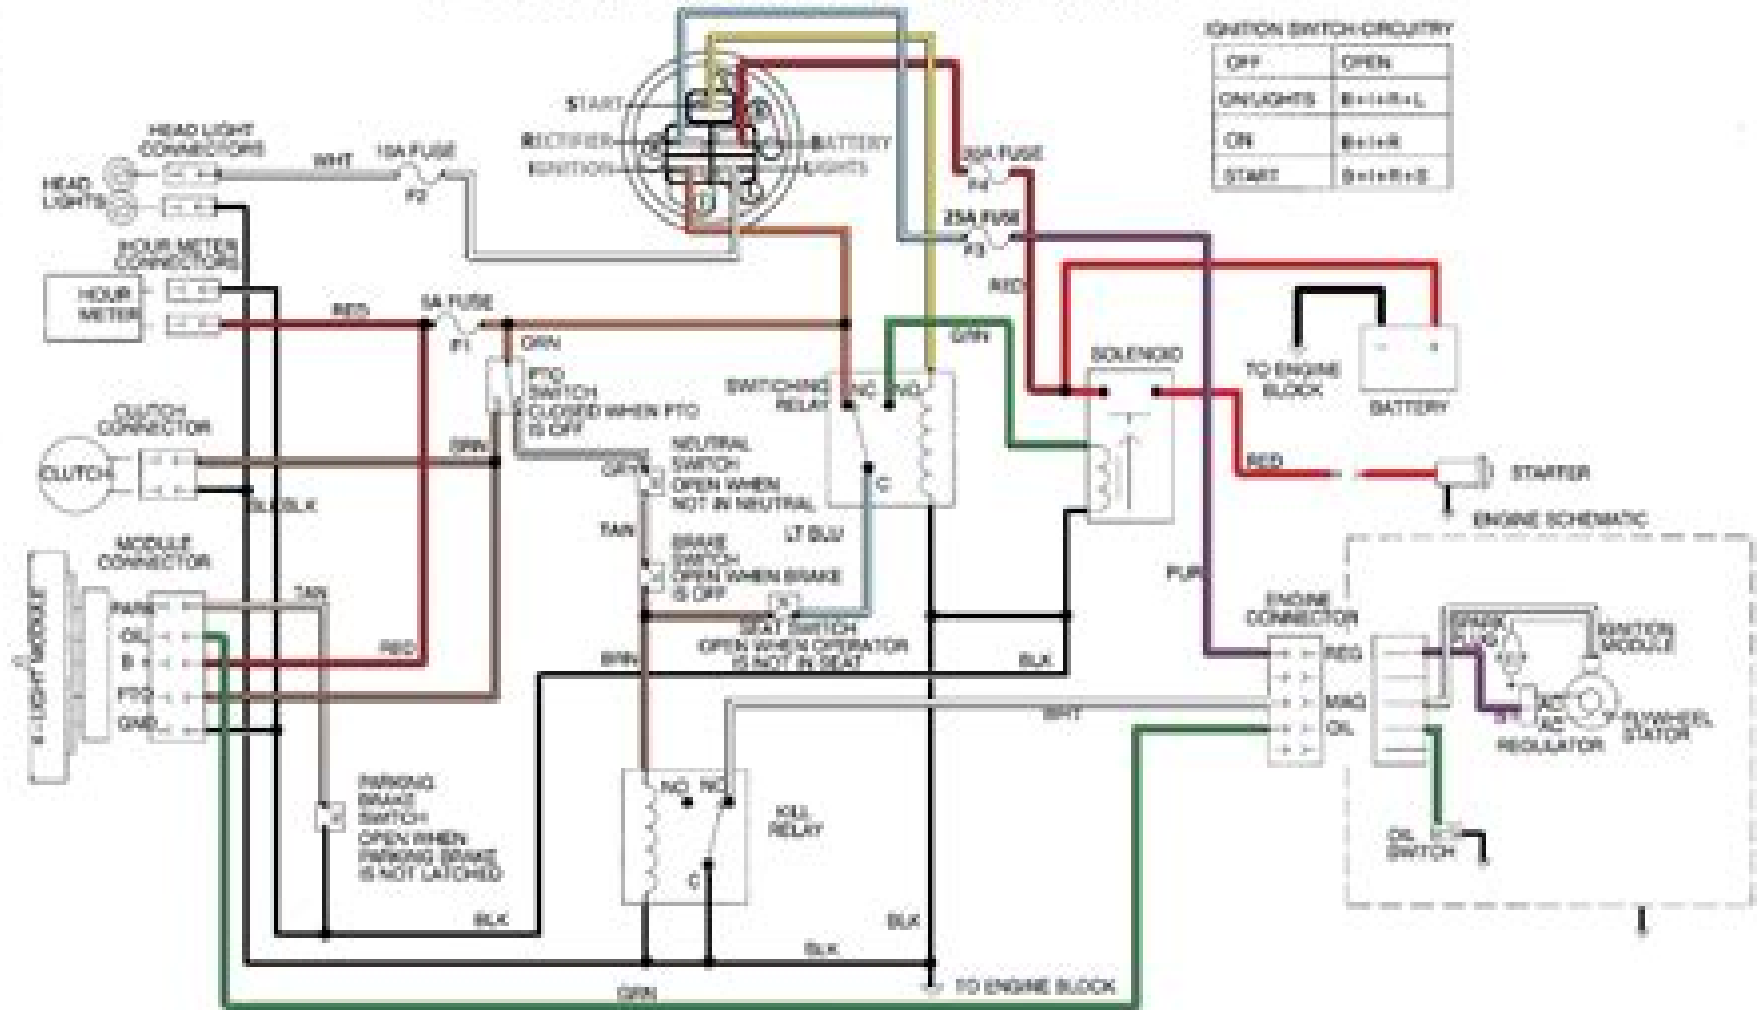 IGNITION SWITCH CIRCUITRY
OFF OPEN
ON/LIGHTS B+I+R+L
ON B+I+R
START B+I+R+S
START
RECTIFIER
IGNITION
BATTERY
LIGHTS
S
R
B
I
L
HEAD LIGHT
CONNECTORS
HEAD
LIGHTS
WHT
10A FUSE
F2
30A FUSE
F4
25A FUSE
F3
RED
HOUR METER
CONNECTORS
HOUR
METER
RED
5A FUSE
F1
ORN
PTO
SWITCH
CLOSED WHEN PTO
IS OFF
SWITCHING
RELAY
NC
NO
C
GRN
SOLENOID
TO ENGINE
BLOCK
- +
BATTERY
CLUTCH
CONNECTOR
CLUTCH
BRN
BLK
BLK
GRY
NEUTRAL
SWITCH
OPEN WHEN
NOT IN NEUTRAL
TAN
LT BLU
BRAKE
SWITCH
OPEN WHEN BRAKE
IS OFF
SEAT SWITCH
OPEN WHEN OPERATOR
IS NOT IN SEAT
RED
STARTER
ENGINE SCHEMATIC
MODULE
CONNECTOR
4 - LIGHT MODULE
PARK
OIL
B +
PTO
GND
TAN
RED
BRN
BLK
WHT
PUR
ENGINE
CONNECTOR
REG
MAG
OIL
SPARK
PLUG
IGNITION
MODULE
AC
AC
REGULATOR
FLYWHEEL
STATOR
OIL
SWITCH
PARKING
BRAKE
SWITCH
OPEN WHEN
PARKING BRAKE
IS NOT LATCHED
NO
NC
C
KILL
RELAY
BLK
BLK
BLK
GRN
TO ENGINE BLOCK